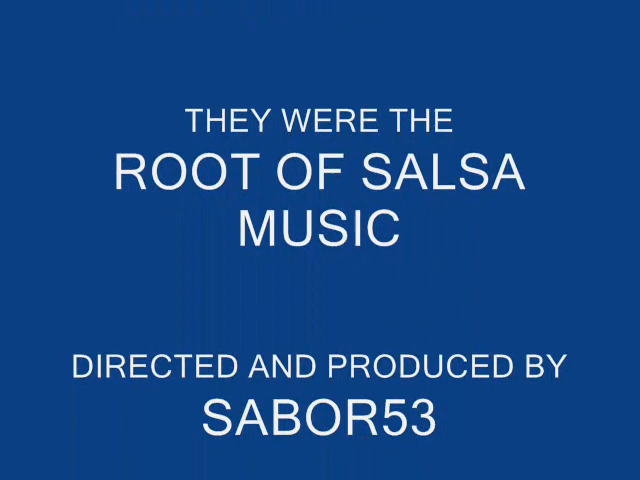 THEY WERE THE
ROOT OF SALSA
MUSIC
DIRECTED AND PRODUCED BY
SABOR53